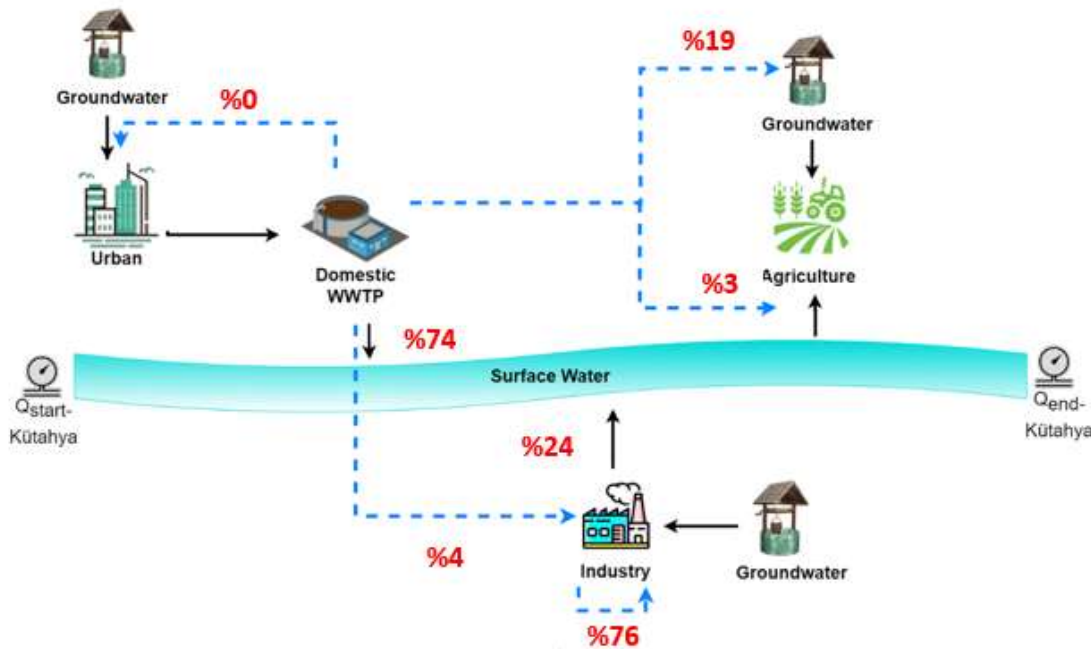 %19
Groundwater
%0
Groundwater
Urban
Domestic
WWTP
Agriculture
%3
%74
Surface Water
Qstart-
Kütahya
Qend-
Kütahya
%24
%4
Industry
Groundwater
%76